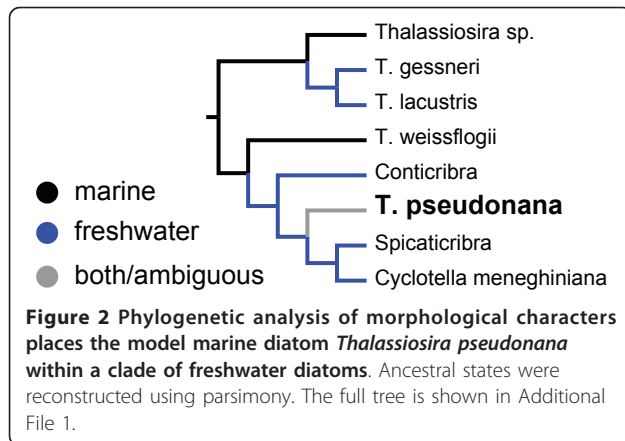 Thalassiosira sp.
T. gessneri
T. lacustris
T. weissflogii
Conticribra
T. pseudonana
Spicaticribra
Cyclotella meneghiniana
marine
freshwater
both/ambiguous
Figure 2 Phylogenetic analysis of morphological characters
places the model marine diatom Thalassiosira pseudonana
within a clade of freshwater diatoms. Ancestral states were
reconstructed using parsimony. The full tree is shown in Additional
File 1.